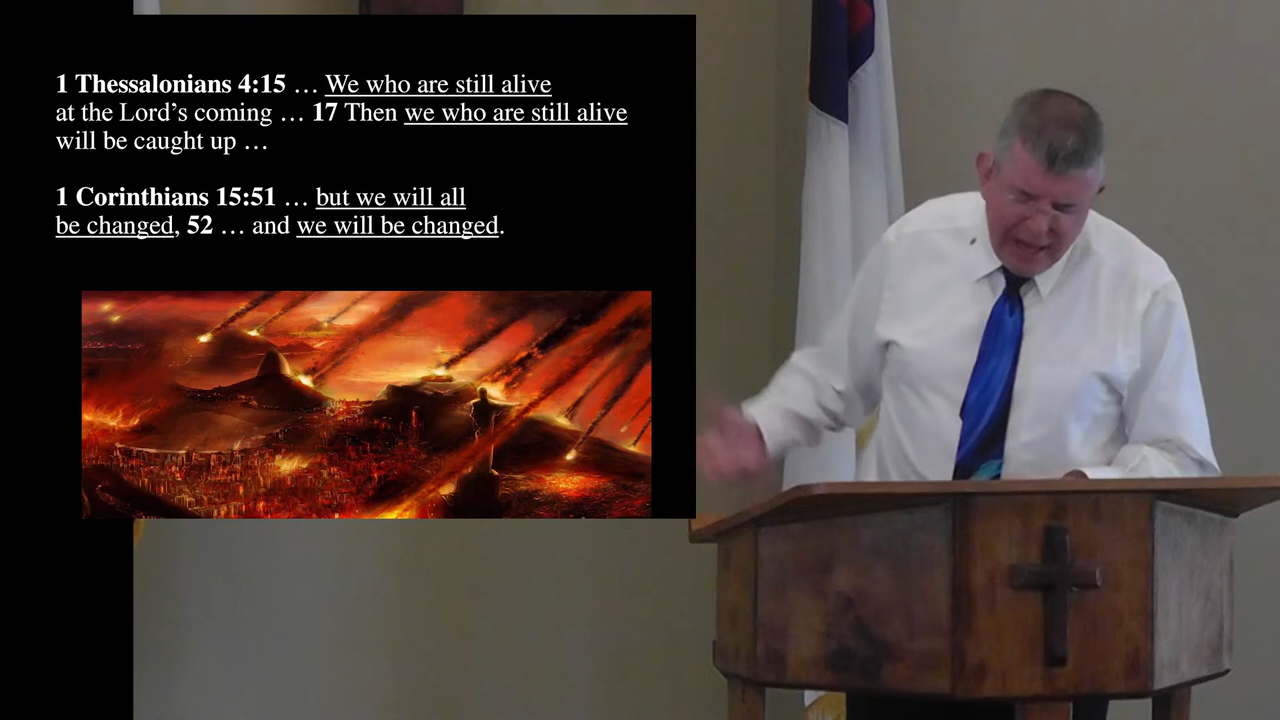 1 Thessalonians 4:15 … We who are still alive
at the Lord’s coming … 17 Then we who are still alive
will be caught up …
1 Corinthians 15:51 … but we will all
be changed, 52 … and we will be changed.